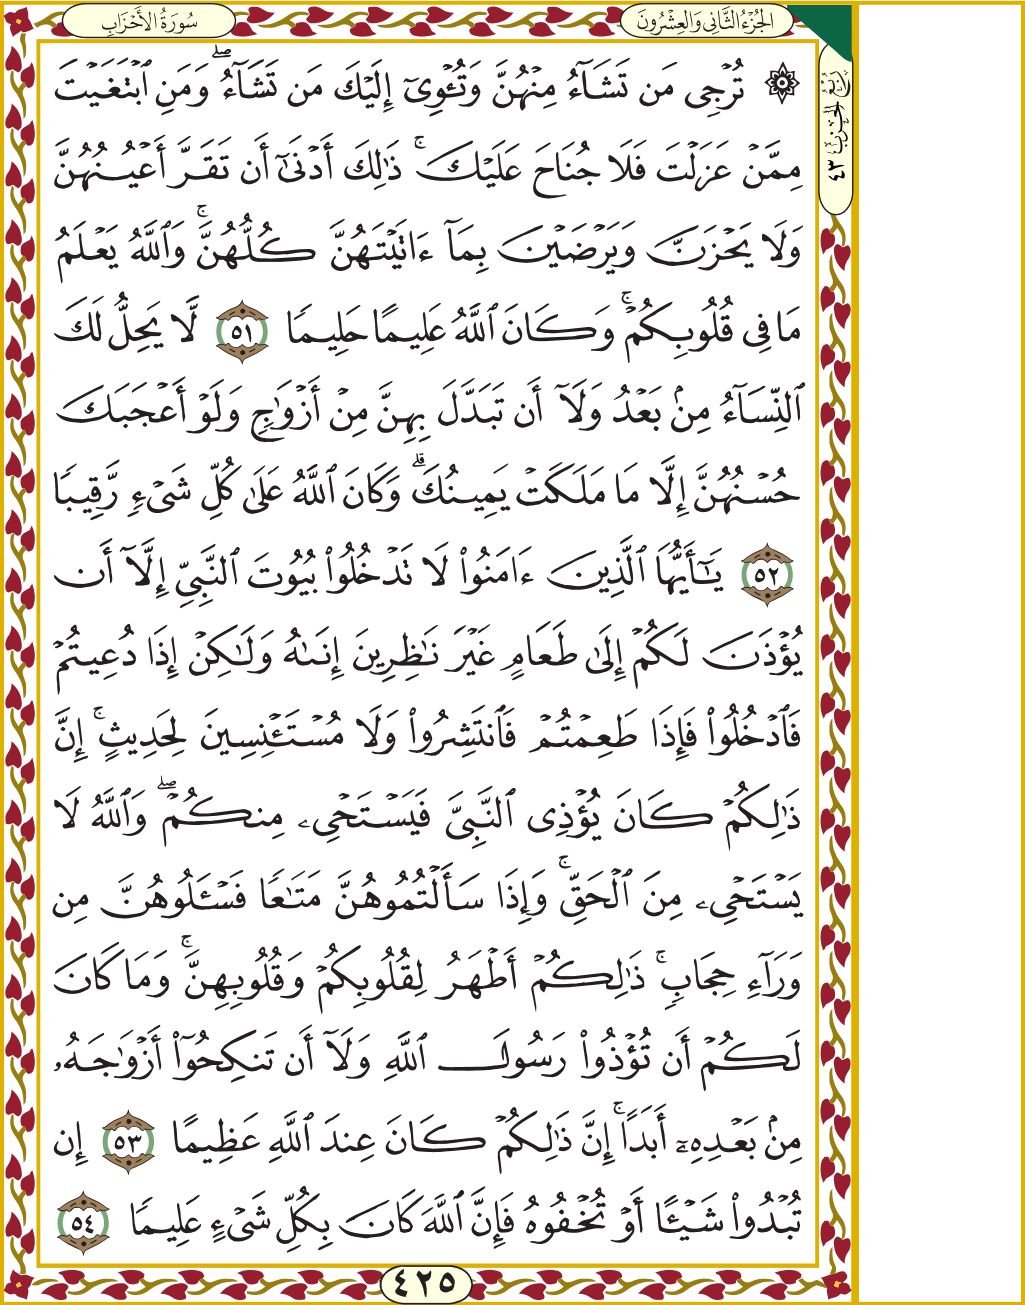 الجُزْءُ الثَّانِي وَالعِشْرُونَ
سُورَةُ الأَحْزَابِ
رُبْعُ الحِزْبِ ٤٣
۞ تُرْجِى مَن تَشَآءُ مِنْهُنَّ وَتُـْٔوِىٓ إِلَيْكَ مَن تَشَآءُۖ وَمَنِ ٱبْتَغَيْتَ
مِمَّنْ عَزَلْتَ فَلَا جُنَاحَ عَلَيْكَۚ ذَٰلِكَ أَدْنَىٰٓ أَن تَقَرَّ أَعْيُنُهُنَّ
وَلَا يَحْزَنَّ وَيَرْضَيْنَ بِمَآ ءَاتَيْتَهُنَّ كُلُّهُنَّۚ وَٱللَّهُ يَعْلَمُ
مَا فِى قُلُوبِكُمْۚ وَكَانَ ٱللَّهُ عَلِيمًا حَلِيمًا ٥١ لَّا يَحِلُّ لَكَ
ٱلنِّسَآءُ مِنۢ بَعْدُ وَلَآ أَن تَبَدَّلَ بِهِنَّ مِنْ أَزْوَٰجٍ وَلَوْ أَعْجَبَكَ
حُسْنُهُنَّ إِلَّا مَا مَلَكَتْ يَمِينُكَۗ وَكَانَ ٱللَّهُ عَلَىٰ كُلِّ شَىْءٍ رَّقِيبًا
٥٢ يَـٰٓأَيُّهَا ٱلَّذِينَ ءَامَنُوا۟ لَا تَدْخُلُوا۟ بُيُوتَ ٱلنَّبِىِّ إِلَّآ أَن
يُؤْذَنَ لَكُمْ إِلَىٰ طَعَامٍ غَيْرَ نَـٰظِرِينَ إِنَىٰهُ وَلَـٰكِنْ إِذَا دُعِيتُمْ
فَٱدْخُلُوا۟ فَإِذَا طَعِمْتُمْ فَٱنتَشِرُوا۟ وَلَا مُسْتَـْٔنِسِينَ لِحَدِيثٍۚ إِنَّ
ذَٰلِكُمْ كَانَ يُؤْذِى ٱلنَّبِىَّ فَيَسْتَحْىِۦ مِنكُمْۖ وَٱللَّهُ لَا
يَسْتَحْىِۦ مِنَ ٱلْحَقِّۚ وَإِذَا سَأَلْتُمُوهُنَّ مَتَـٰعًا فَسْـَٔلُوهُنَّ مِن
وَرَآءِ حِجَابٍۚ ذَٰلِكُمْ أَطْهَرُ لِقُلُوبِكُمْ وَقُلُوبِهِنَّۚ وَمَا كَانَ
لَكُمْ أَن تُؤْذُوا۟ رَسُولَ ٱللَّهِ وَلَآ أَن تَنكِحُوٓا۟ أَزْوَٰجَهُۥ
مِنۢ بَعْدِهِۦٓ أَبَدًاۚ إِنَّ ذَٰلِكُمْ كَانَ عِندَ ٱللَّهِ عَظِيمًا ٥٣ إِن
تُبْدُوا۟ شَيْـًٔا أَوْ تُخْفُوهُ فَإِنَّ ٱللَّهَ كَانَ بِكُلِّ شَىْءٍ عَلِيمًا ٥٤
٤٢٥